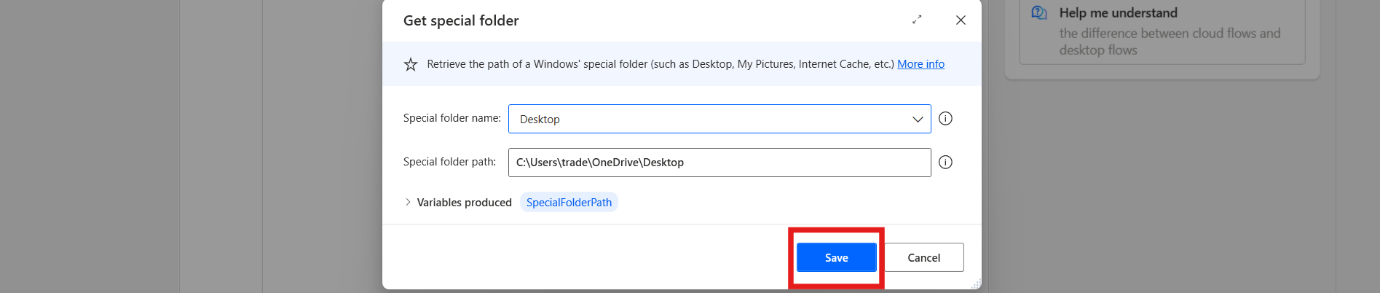 Get special folder
Retrieve the path of a Windows' special folder (such as Desktop, My Pictures, Internet Cache, etc.) More info
Special folder name: Desktop
Special folder path: C:\Users\trade\OneDrive\Desktop
Variables produced SpecialFolderPath
Save Cancel
Help me understand
the difference between cloud flows and
desktop flows